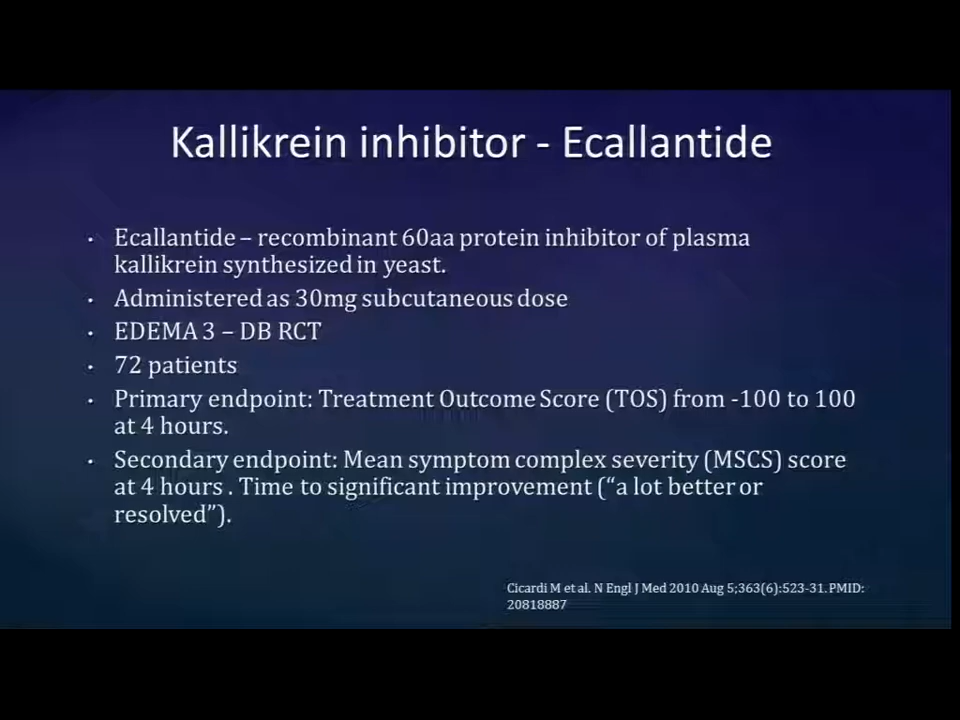 Kallikrein inhibitor - Ecallantide
• Ecallantide – recombinant 60aa protein inhibitor of plasma
kallikrein synthesized in yeast.
• Administered as 30mg subcutaneous dose
• EDEMA 3 – DB RCT
• 72 patients
• Primary endpoint: Treatment Outcome Score (TOS) from -100 to 100
at 4 hours.
• Secondary endpoint: Mean symptom complex severity (MSCS) score
at 4 hours . Time to significant improvement (“a lot better or
resolved”).
Cicardi M et al. N Engl J Med 2010 Aug 5;363(6):523-31. PMID:
20818887